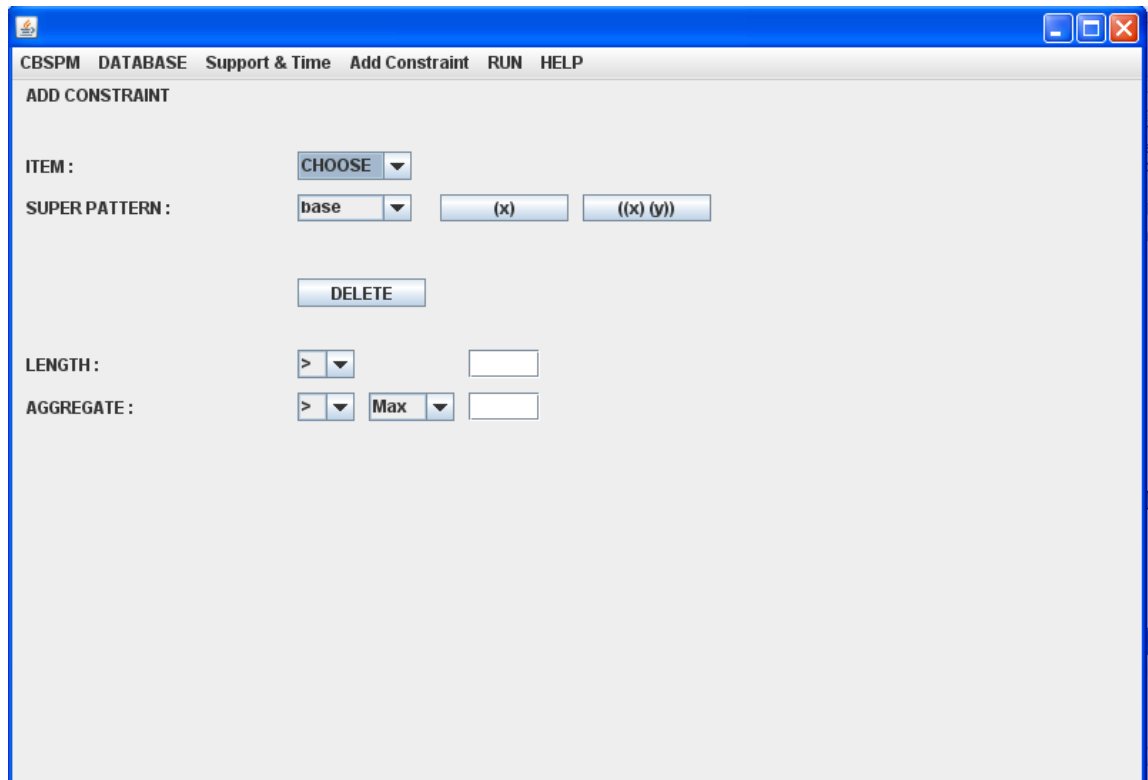 CBSPM DATABASE Support & Time Add Constraint RUN HELP
ADD CONSTRAINT
ITEM : CHOOSE
SUPER PATTERN : base (x) ((x) (y))
DELETE
LENGTH : >
AGGREGATE : > Max